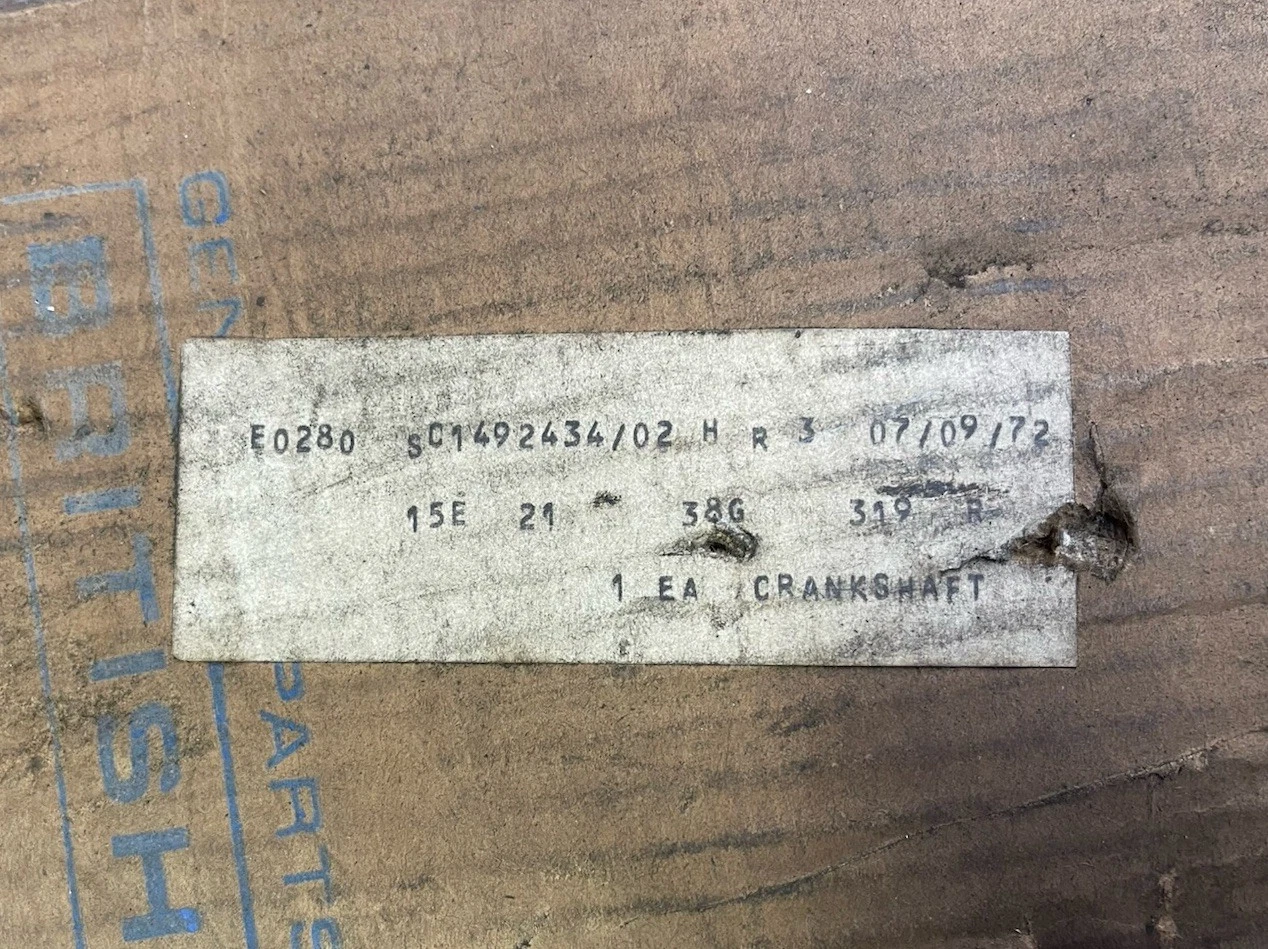 E0280 SC1492434/02 H R 3 07/09/72
15E 21 38G 319 R
1 EA CRANKSHAFT
BRITISH
PARTS